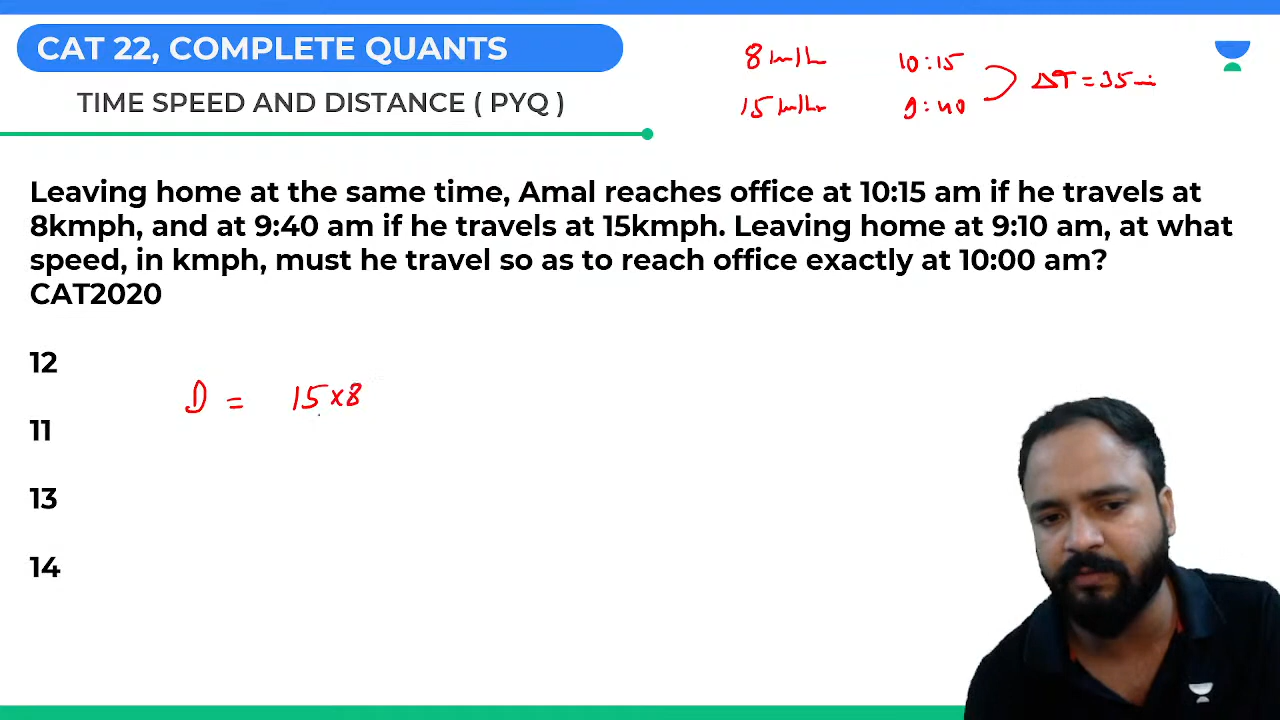 CAT 22, COMPLETE QUANTS
TIME SPEED AND DISTANCE ( PYQ )
8 km/h 10:15
15 km/hr 9:40
ΔT = 35 mi
Leaving home at the same time, Amal reaches office at 10:15 am if he travels at
8kmph, and at 9:40 am if he travels at 15kmph. Leaving home at 9:10 am, at what
speed, in kmph, must he travel so as to reach office exactly at 10:00 am?
CAT2020
12
D = 15×8
11
13
14